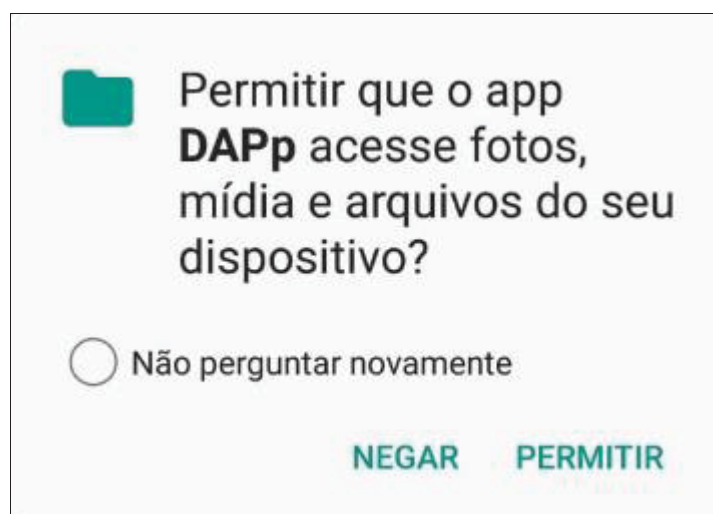 Permitir que o app
DAPp acesse fotos,
mídia e arquivos do seu
dispositivo?
Não perguntar novamente
NEGAR PERMITIR